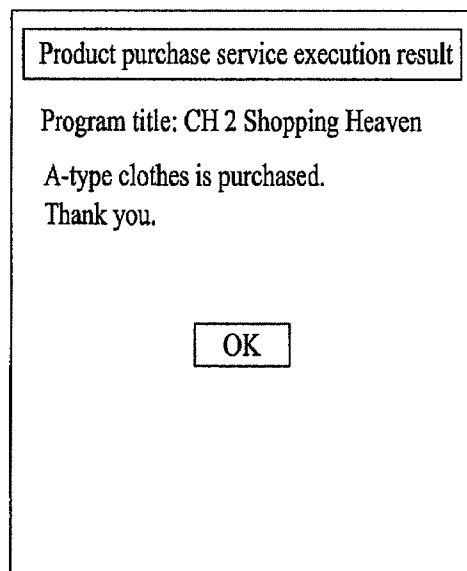 Product purchase service execution result
Program title: CH 2 Shopping Heaven
A-type clothes is purchased.
Thank you.
OK